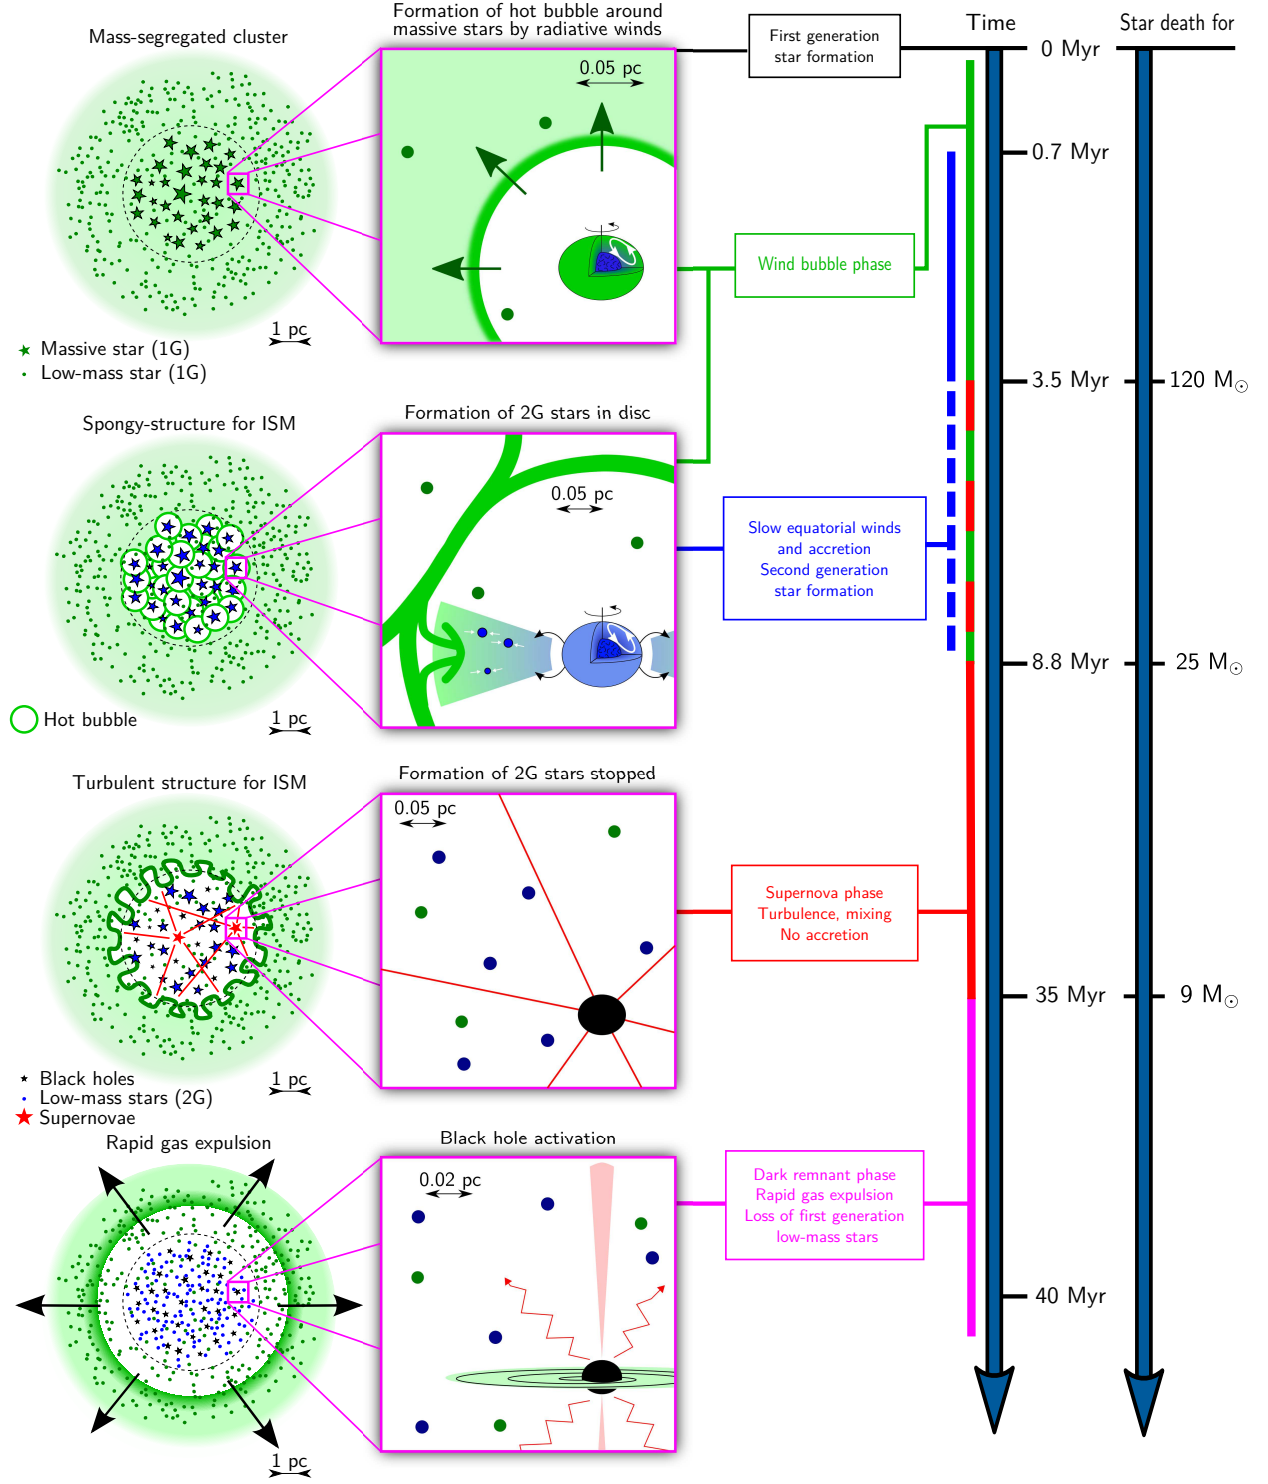 Formation of hot bubble around
massive stars by radiative winds
Mass-segregated cluster
0.05 pc
First generation
star formation
Time
Star death for
0 Myr
0.7 Myr
Wind bubble phase
1 pc
Massive star (1G)
Low-mass star (1G)
3.5 Myr
120 M☉
Formation of 2G stars in disc
Spongy-structure for ISM
0.05 pc
Slow equatorial winds
and accretion
Second generation
star formation
8.8 Myr
25 M☉
Hot bubble
1 pc
Formation of 2G stars stopped
Turbulent structure for ISM
0.05 pc
Supernova phase
Turbulence, mixing
No accretion
35 Myr
9 M☉
1 pc
Black holes
Low-mass stars (2G)
Supernovae
Black hole activation
Rapid gas expulsion
0.02 pc
Dark remnant phase
Rapid gas expulsion
Loss of first generation
low-mass stars
40 Myr
1 pc